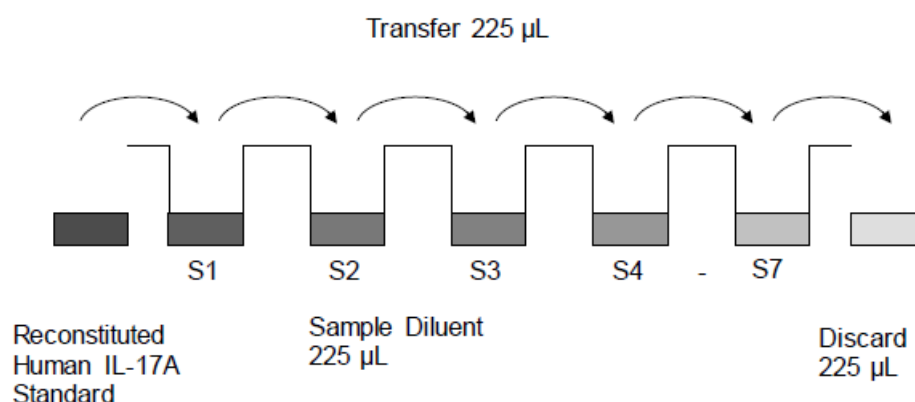 Transfer 225 µL
S1 S2 S3 S4 - S7
Reconstituted
Human IL-17A
Standard
Sample Diluent
225 µL
Discard
225 µL